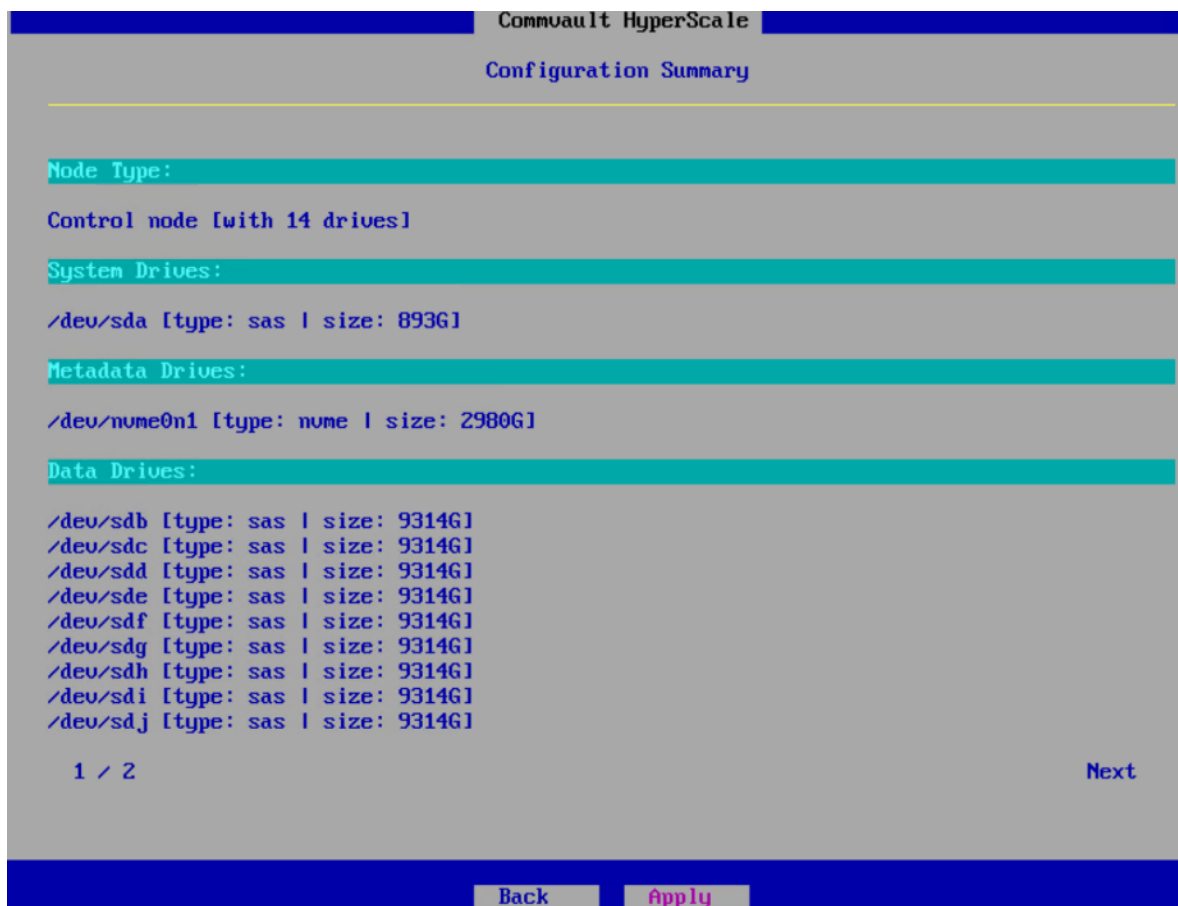 Commvault HyperScale
Configuration Summary
Node Type:
Control node [with 14 drives]
System Drives:
/dev/sda [type: sas | size: 893G]
Metadata Drives:
/dev/nvme0n1 [type: nvme | size: 2980G]
Data Drives:
/dev/sdb [type: sas | size: 9314G]
/dev/sdc [type: sas | size: 9314G]
/dev/sdd [type: sas | size: 9314G]
/dev/sde [type: sas | size: 9314G]
/dev/sdf [type: sas | size: 9314G]
/dev/sdg [type: sas | size: 9314G]
/dev/sdh [type: sas | size: 9314G]
/dev/sdi [type: sas | size: 9314G]
/dev/sdj [type: sas | size: 9314G]
1 / 2 Next
Back Apply